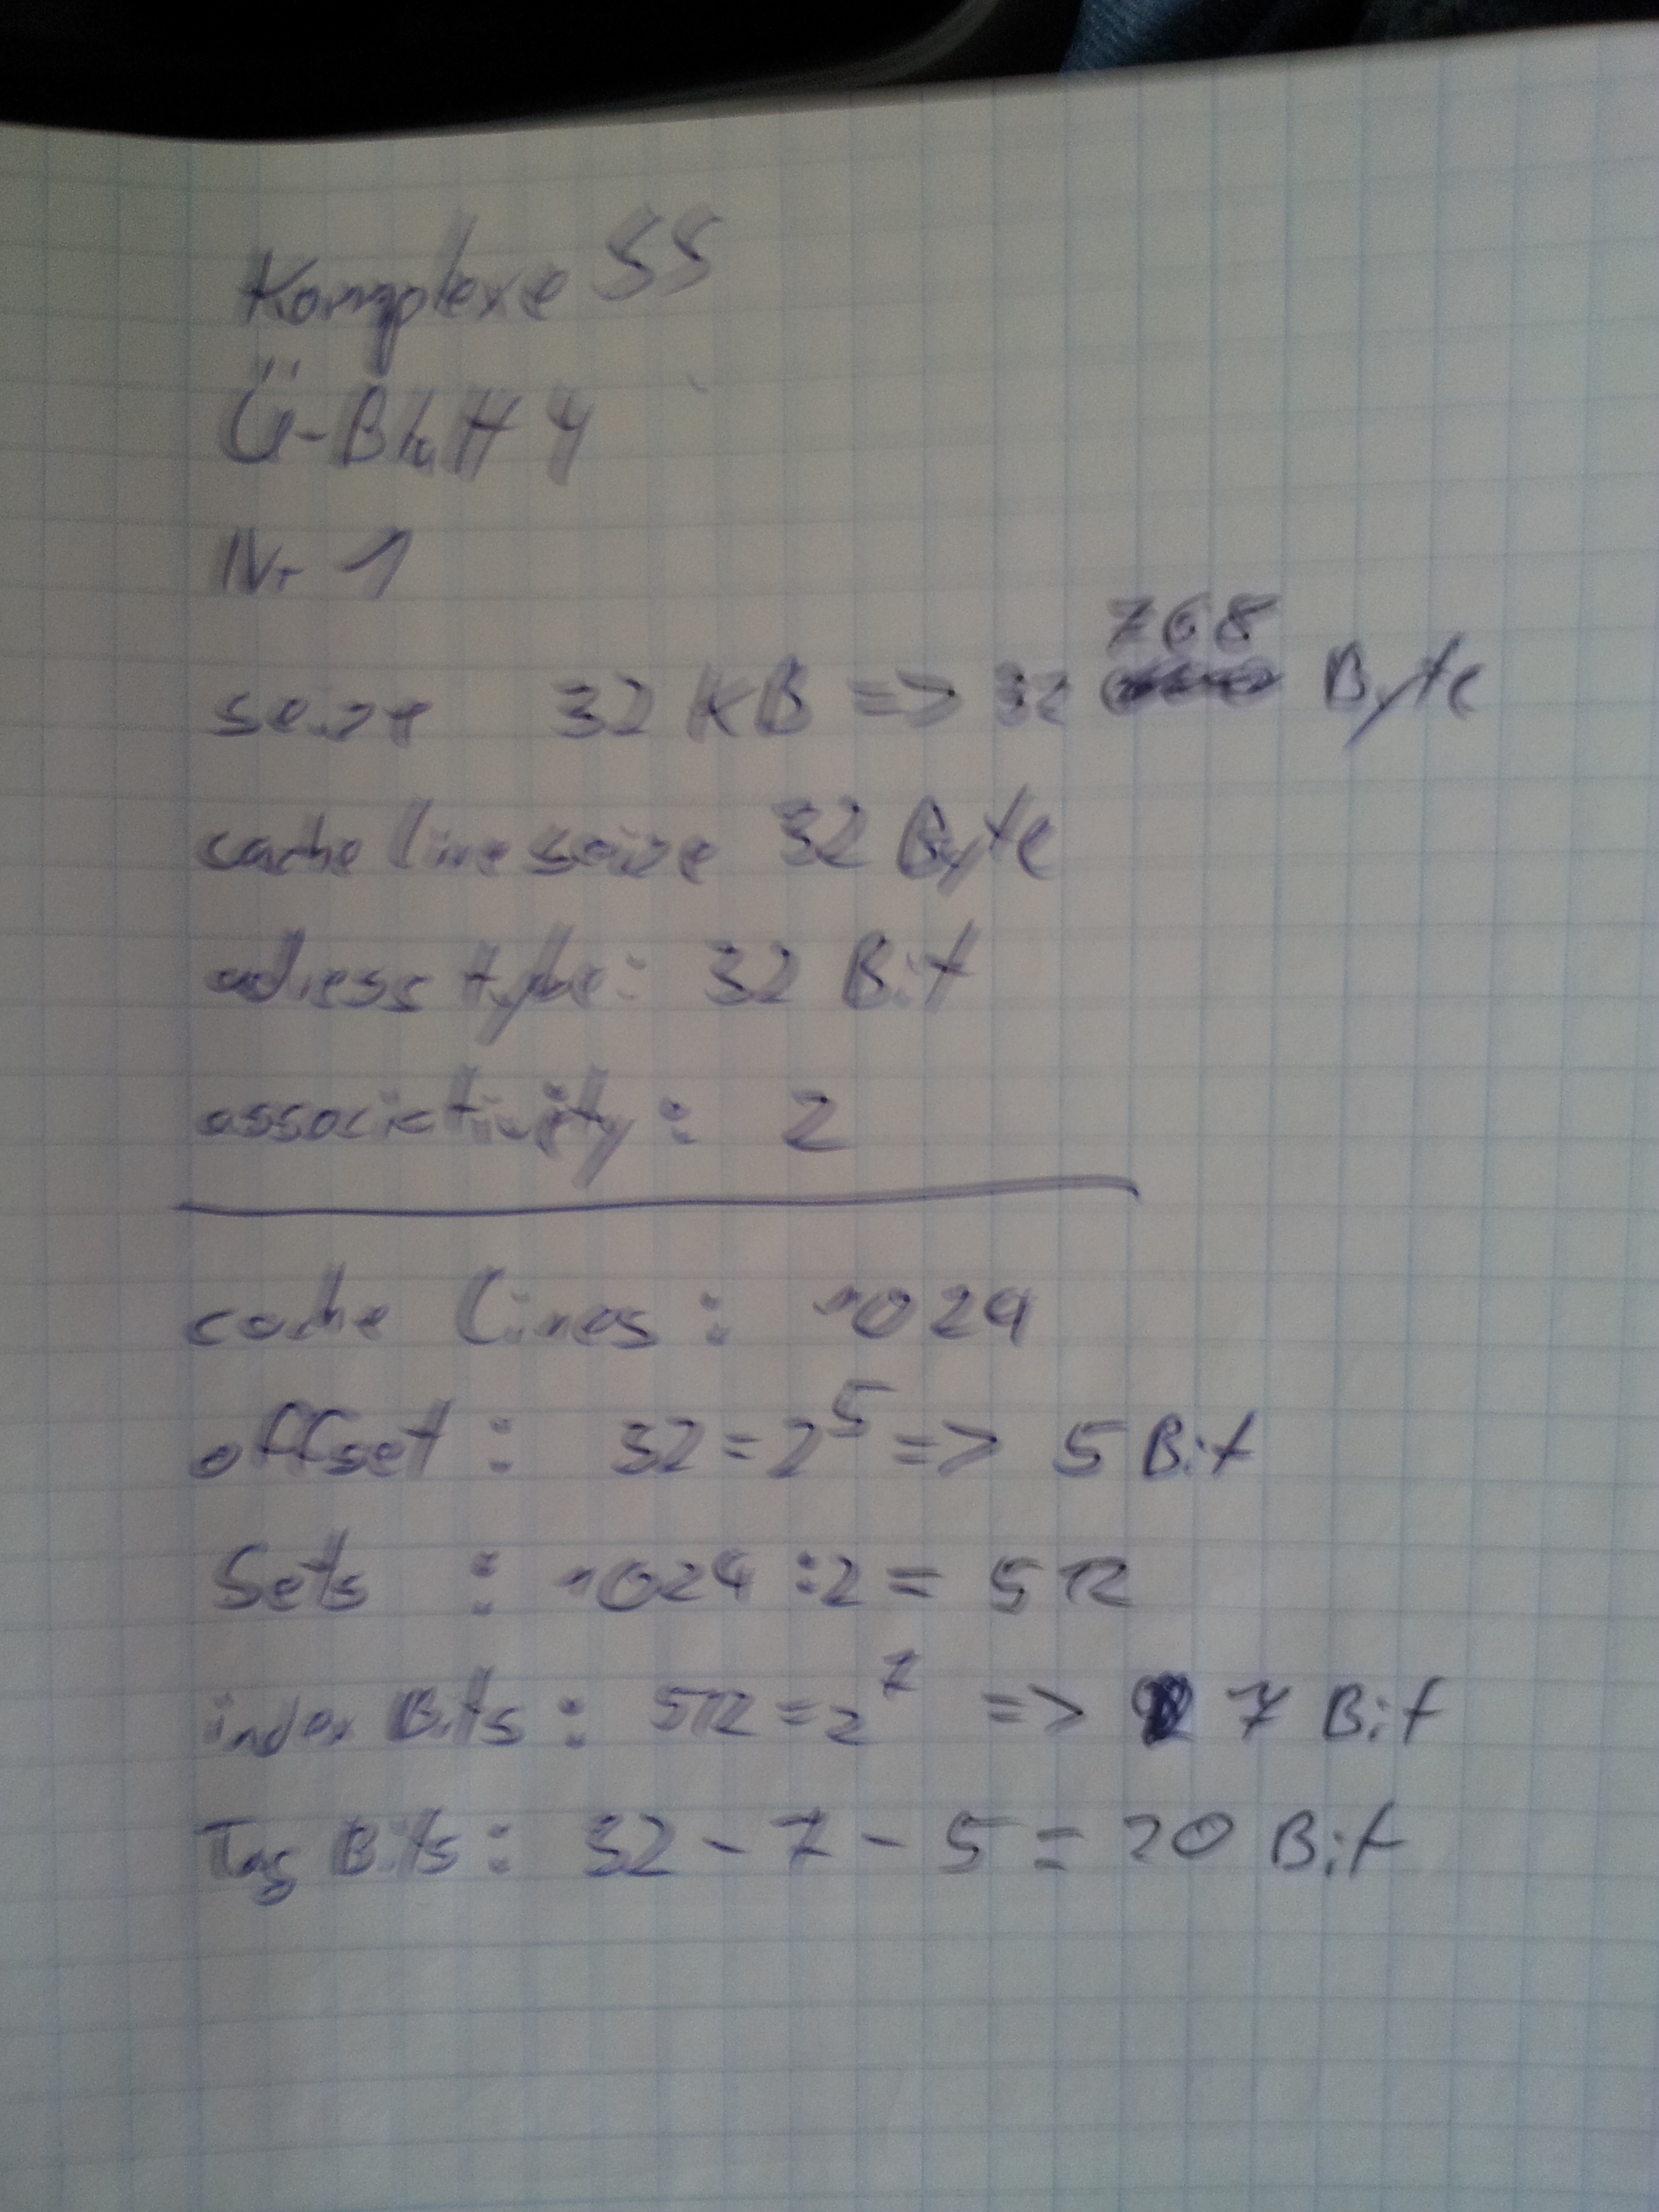 Komplexe SS
Ü-Blatt 4
Nr 1
seize 32 KB => 32 768 Byte
cache line seize 32 Byte
adress type: 32 Bit
associativity: 2
cache lines: 1024
offset: 32 = 2^5 => 5 Bit
Sets : 1024 : 2 = 512
index Bits: 512 = 2^7 => 7 Bit
Tag Bits: 32 - 7 - 5 = 20 Bit